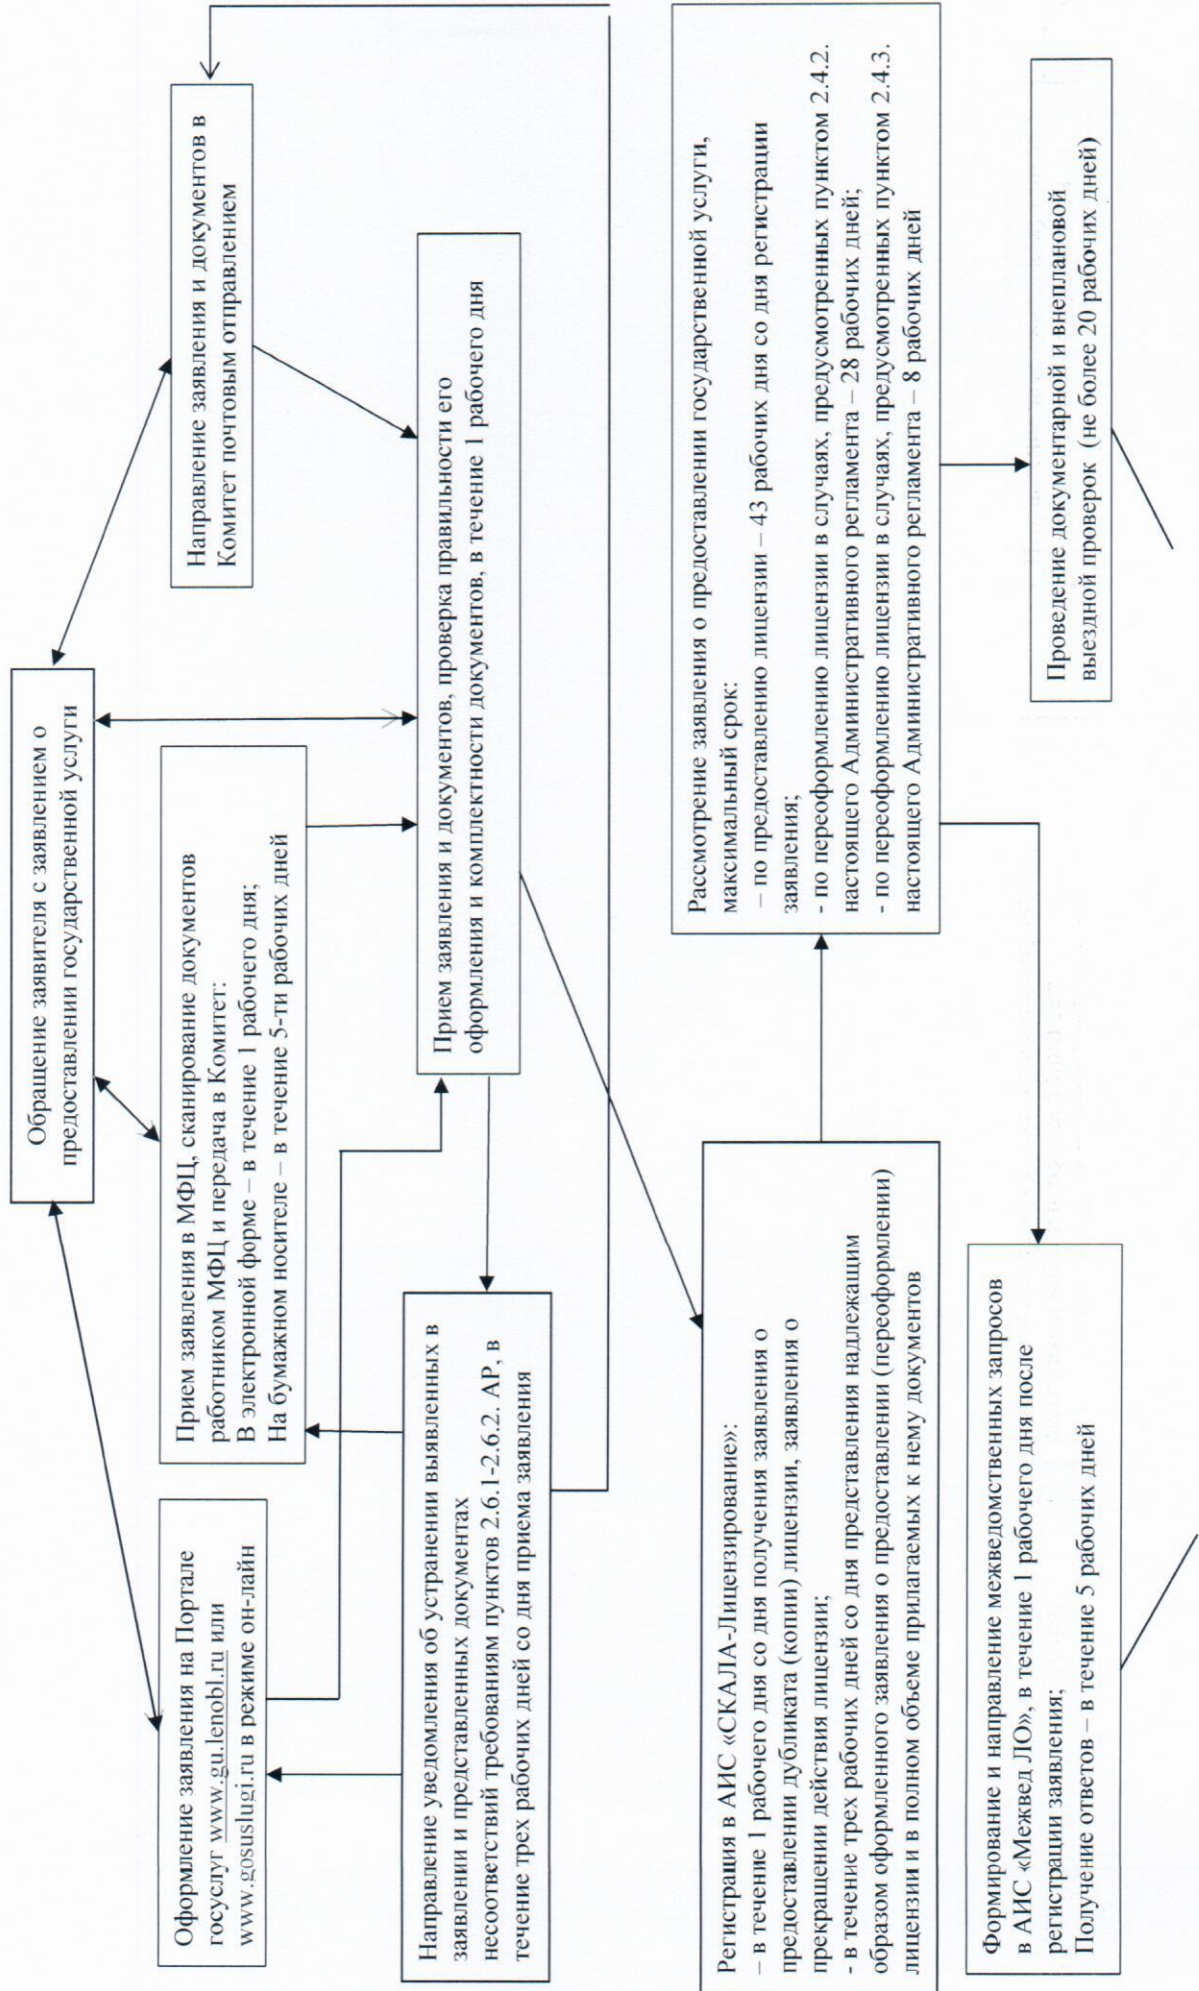 Обращение заявителя с заявлением о
предоставлении государственной услуги
Оформление заявления на Портале
госуслуг www.gu.lenobl.ru или
www.gosuslugi.ru в режиме он-лайн
Прием заявления в МФЦ, сканирование документов
работником МФЦ и передача в Комитет:
В электронной форме – в течение 1 рабочего дня;
На бумажном носителе – в течение 5-ти рабочих дней
Направление заявления и документов в
Комитет почтовым отправлением
Направление уведомления об устранении выявленных в
заявлении и представленных документах
несоответствий требованиям пунктов 2.6.1-2.6.2. АР, в
течение трех рабочих дней со дня приема заявления
Прием заявления и документов, проверка правильности его
оформления и комплектности документов, в течение 1 рабочего дня
Регистрация в АИС «СКАЛА-Лицензирование»:
– в течение 1 рабочего дня со дня получения заявления о
предоставлении дубликата (копии) лицензии, заявления о
прекращении действия лицензии;
- в течение трех рабочих дней со дня представления надлежащим
образом оформленного заявления о предоставлении (переоформлении)
лицензии и в полном объеме прилагаемых к нему документов
Рассмотрение заявления о предоставлении государственной услуги,
максимальный срок:
– по предоставлению лицензии – 43 рабочих дня со дня регистрации
заявления;
- по переоформлению лицензии в случаях, предусмотренных пунктом 2.4.2.
настоящего Административного регламента – 28 рабочих дней;
- по переоформлению лицензии в случаях, предусмотренных пунктом 2.4.3.
настоящего Административного регламента – 8 рабочих дней
Формирование и направление межведомственных запросов
в АИС «Межвед ЛО», в течение 1 рабочего дня после
регистрации заявления;
Получение ответов – в течение 5 рабочих дней
Проведение документарной и внеплановой
выездной проверок (не более 20 рабочих дней)